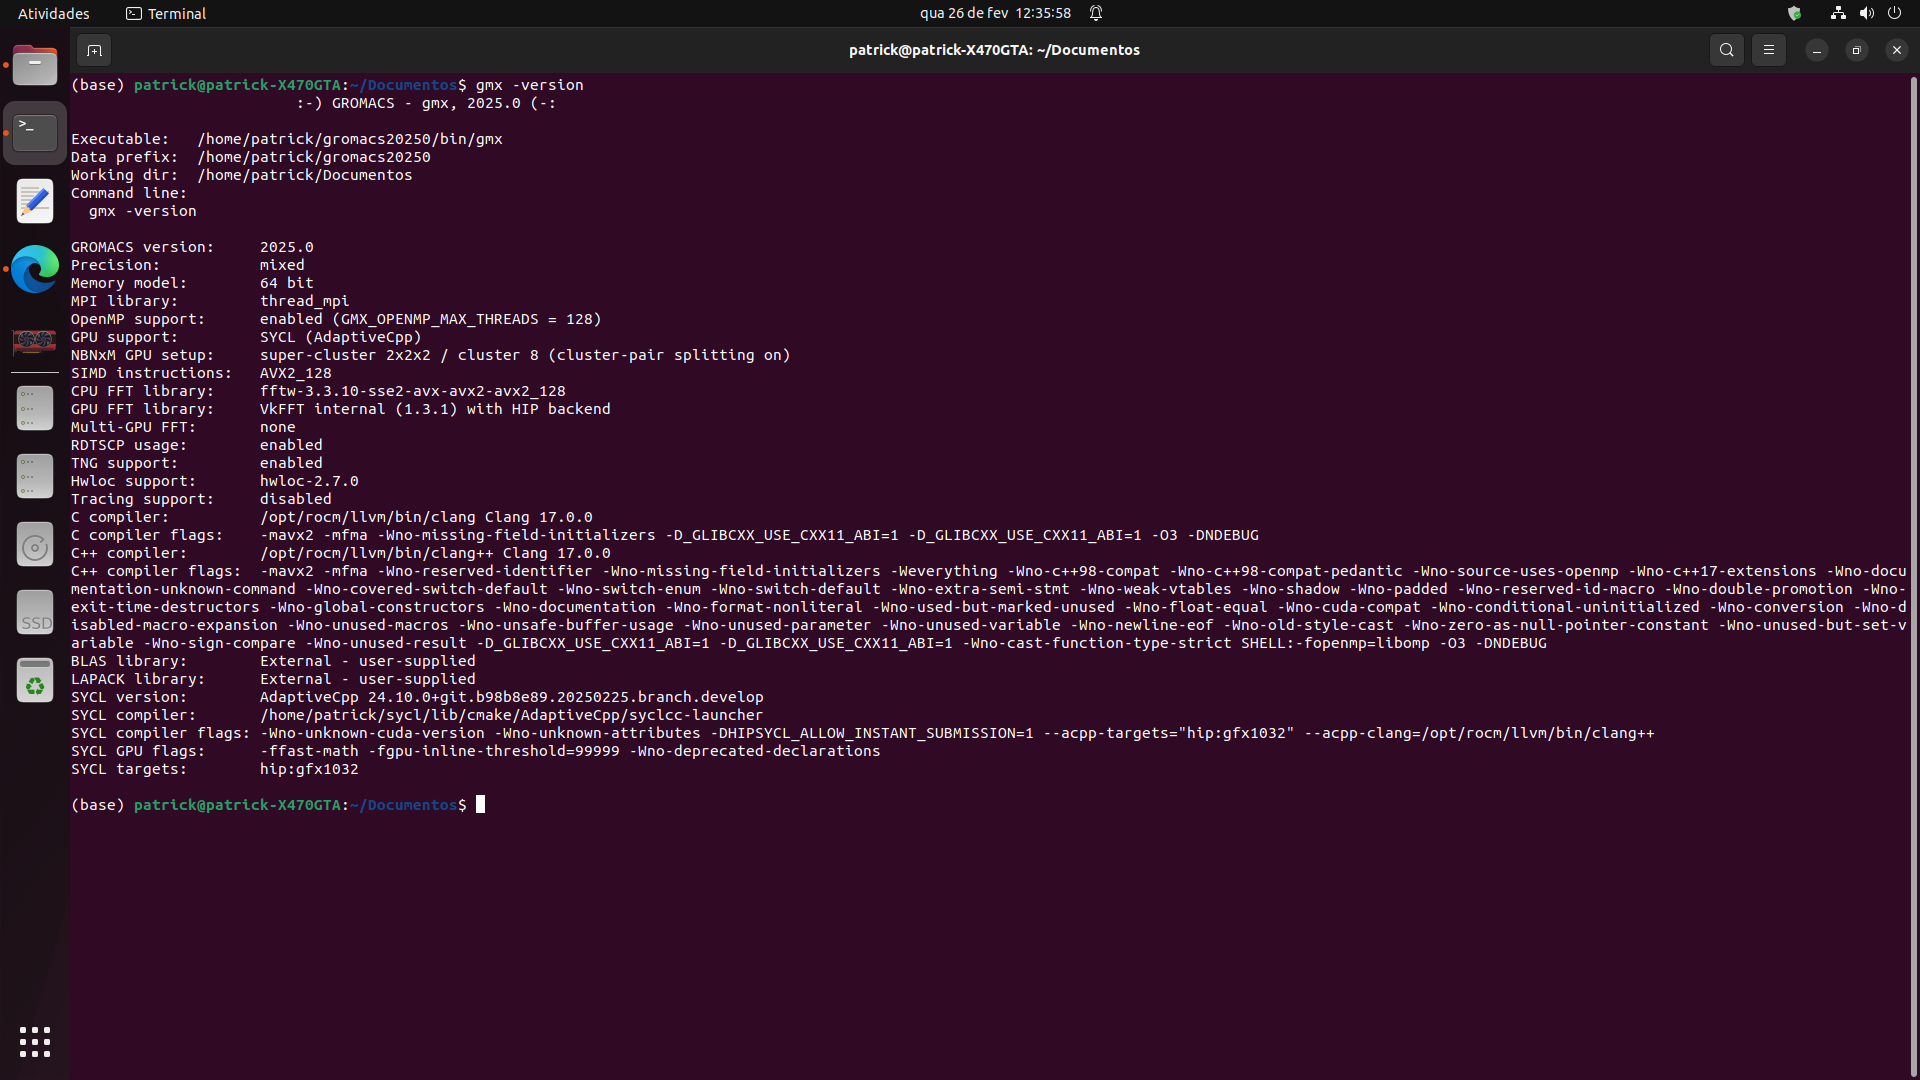 Atividades
Terminal
qua 26 de fev 12:35:58
patrick@patrick-X470GTA: ~/Documentos
(base) patrick@patrick-X470GTA:~/Documentos$ gmx -version
:-) GROMACS - gmx, 2025.0 (-:
Executable:   /home/patrick/gromacs20250/bin/gmx
Data prefix:  /home/patrick/gromacs20250
Working dir:  /home/patrick/Documentos
Command line:
gmx -version
GROMACS version:     2025.0
Precision:           mixed
Memory model:        64 bit
MPI library:         thread_mpi
OpenMP support:      enabled (GMX_OPENMP_MAX_THREADS = 128)
GPU support:         SYCL (AdaptiveCpp)
NBNxM GPU setup:     super-cluster 2x2x2 / cluster 8 (cluster-pair splitting on)
SIMD instructions:   AVX2_128
CPU FFT library:     fftw-3.3.10-sse2-avx-avx2-avx2_128
GPU FFT library:     VkFFT internal (1.3.1) with HIP backend
Multi-GPU FFT:       none
RDTSCP usage:        enabled
TNG support:         enabled
Hwloc support:       hwloc-2.7.0
Tracing support:     disabled
C compiler:          /opt/rocm/llvm/bin/clang Clang 17.0.0
C compiler flags:    -mavx2 -mfma -Wno-missing-field-initializers -D_GLIBCXX_USE_CXX11_ABI=1 -D_GLIBCXX_USE_CXX11_ABI=1 -O3 -DNDEBUG
C++ compiler:        /opt/rocm/llvm/bin/clang++ Clang 17.0.0
C++ compiler flags:  -mavx2 -mfma -Wno-reserved-identifier -Wno-missing-field-initializers -Weverything -Wno-c++98-compat -Wno-c++98-compat-pedantic -Wno-source-uses-openmp -Wno-c++17-extensions -Wno-docu
mentation-unknown-command -Wno-covered-switch-default -Wno-switch-enum -Wno-switch-default -Wno-extra-semi-stmt -Wno-weak-vtables -Wno-shadow -Wno-padded -Wno-reserved-id-macro -Wno-double-promotion -Wno-
exit-time-destructors -Wno-global-constructors -Wno-documentation -Wno-format-nonliteral -Wno-used-but-marked-unused -Wno-float-equal -Wno-cuda-compat -Wno-conditional-uninitialized -Wno-conversion -Wno-d
isabled-macro-expansion -Wno-unused-macros -Wno-unsafe-buffer-usage -Wno-unused-parameter -Wno-unused-variable -Wno-newline-eof -Wno-old-style-cast -Wno-zero-as-null-pointer-constant -Wno-unused-but-set-v
ariable -Wno-sign-compare -Wno-unused-result -D_GLIBCXX_USE_CXX11_ABI=1 -D_GLIBCXX_USE_CXX11_ABI=1 -Wno-cast-function-type-strict SHELL:-fopenmp=libomp -O3 -DNDEBUG
BLAS library:        External - user-supplied
LAPACK library:      External - user-supplied
SYCL version:        AdaptiveCpp 24.10.0+git.b98b8e89.20250225.branch.develop
SYCL compiler:       /home/patrick/sycl/lib/cmake/AdaptiveCpp/syclcc-launcher
SYCL compiler flags: -Wno-unknown-cuda-version -Wno-unknown-attributes -DHIPSYCL_ALLOW_INSTANT_SUBMISSION=1 --acpp-targets="hip:gfx1032" --acpp-clang=/opt/rocm/llvm/bin/clang++
SYCL GPU flags:      -ffast-math -fgpu-inline-threshold=99999 -Wno-deprecated-declarations
SYCL targets:        hip:gfx1032
(base) patrick@patrick-X470GTA:~/Documentos$
SSD